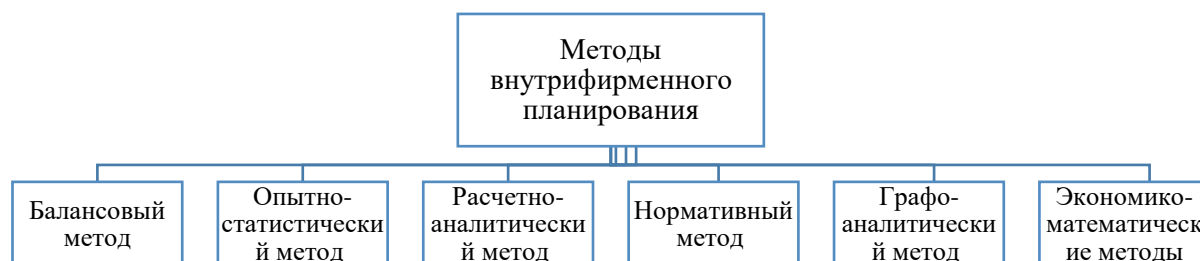 Методы
внутрифирменного
планирования
Балансовый
метод
Опытно-
статистически
й метод
Расчетно-
аналитически
й метод
Нормативный
метод
Графо-
аналитически
й метод
Экономико-
математическ
ие методы